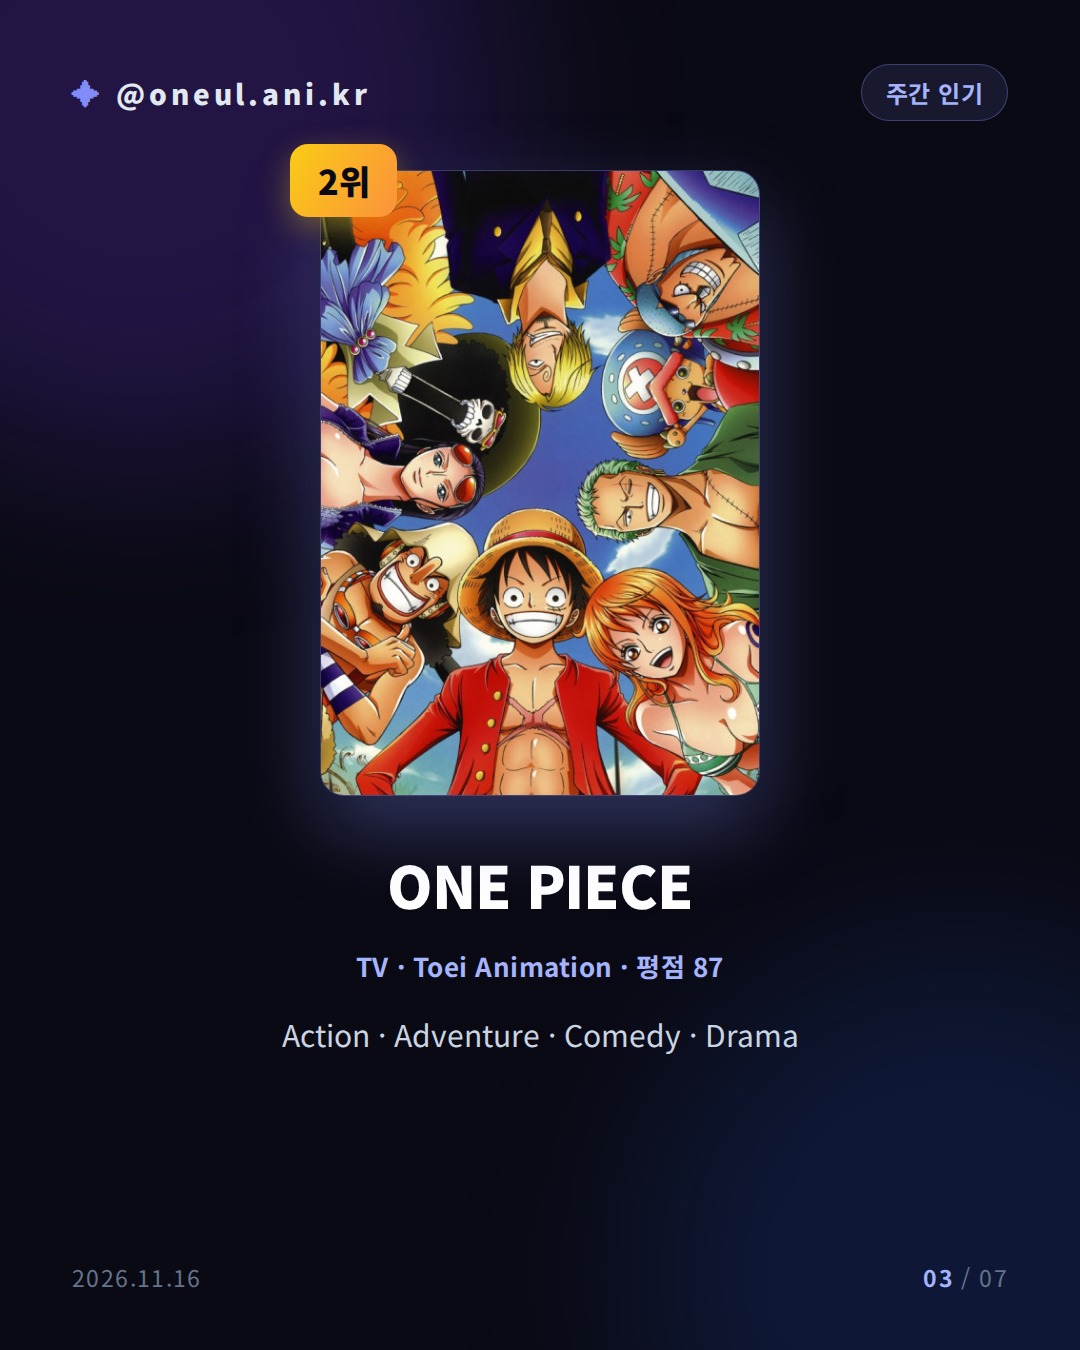 @oneul.ani.kr
주간 인기
2위
ONE PIECE
TV · Toei Animation · 평점 87
Action · Adventure · Comedy · Drama
2026.11.16
03 / 07